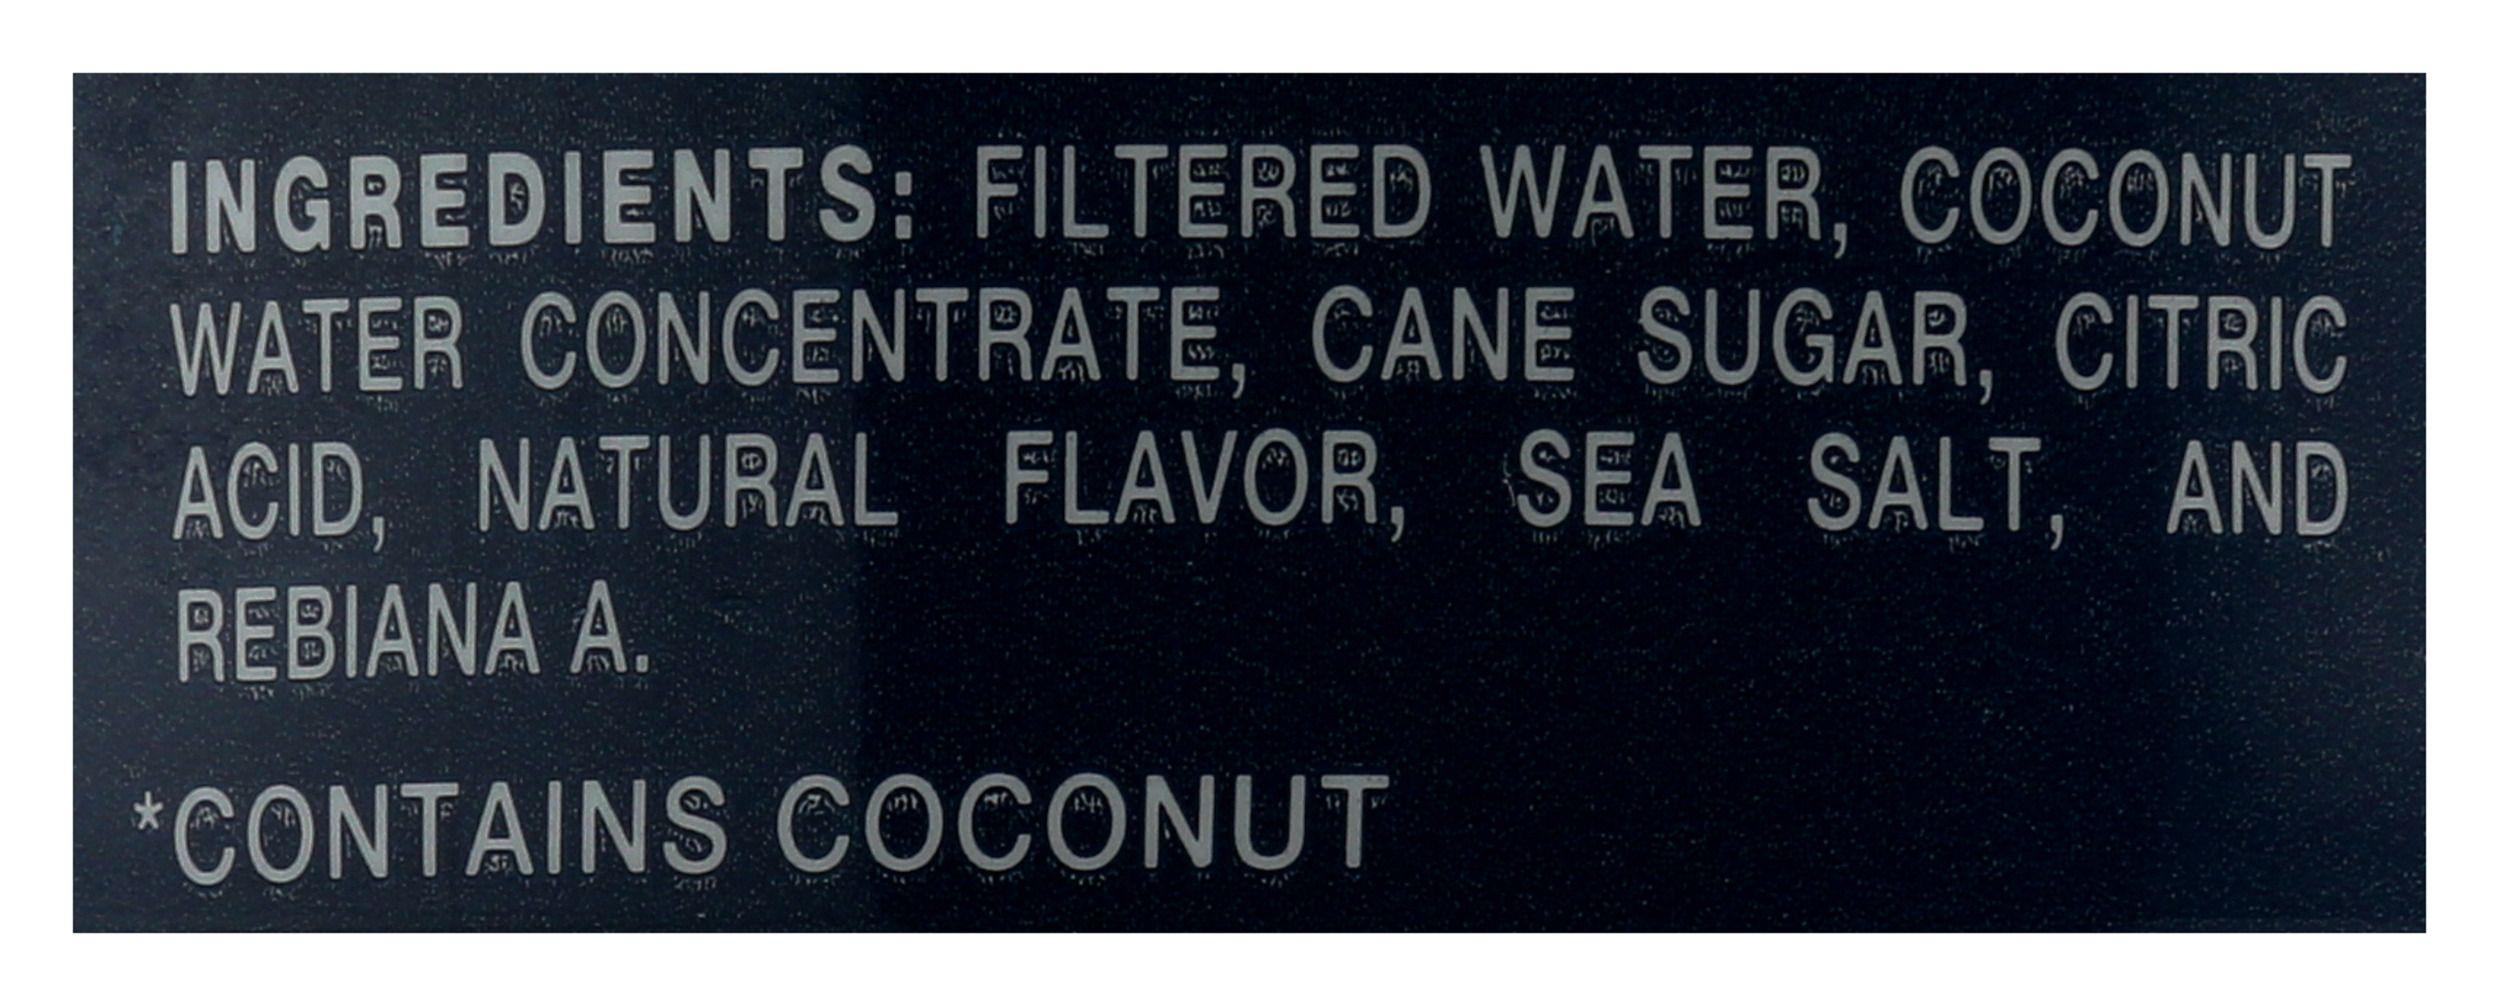 INGREDIENTS: FILTERED WATER, COCONUT
WATER CONCENTRATE, CANE SUGAR, CITRIC
ACID, NATURAL FLAVOR, SEA SALT, AND
REBIANA A.
*CONTAINS COCONUT